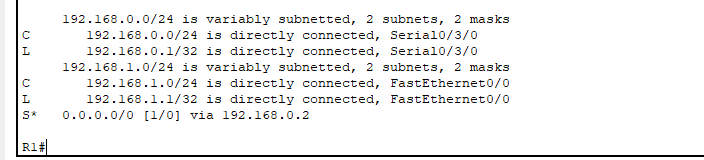 192.168.0.0/24 is variably subnetted, 2 subnets, 2 masks
C 192.168.0.0/24 is directly connected, Serial0/3/0
L 192.168.0.1/32 is directly connected, Serial0/3/0
192.168.1.0/24 is variably subnetted, 2 subnets, 2 masks
C 192.168.1.0/24 is directly connected, FastEthernet0/0
L 192.168.1.1/32 is directly connected, FastEthernet0/0
S* 0.0.0.0/0 [1/0] via 192.168.0.2
R1#